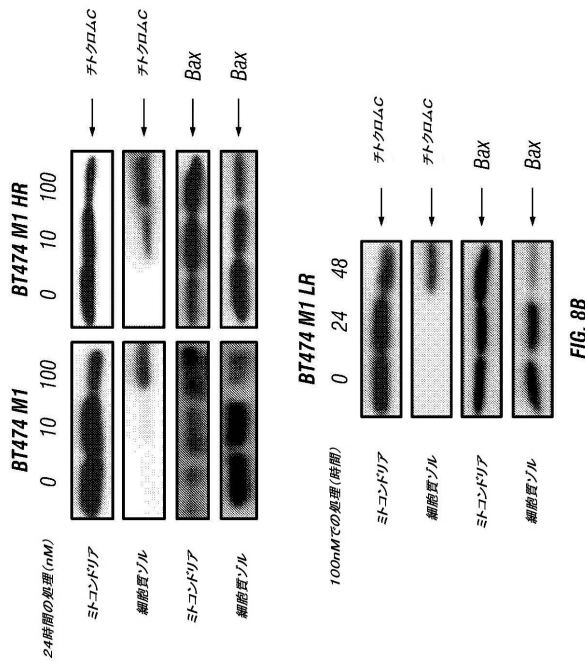 BT474 M1 BT474 M1 HR
24時間の処理(nM) 0 10 100 0 10 100
ミトコンドリア チトクロムC
細胞質ゾル チトクロムC
ミトコンドリア Bax
細胞質ゾル Bax
BT474 M1 LR
100nMでの処理(時間) 0 24 48
ミトコンドリア チトクロムC
細胞質ゾル チトクロムC
ミトコンドリア Bax
細胞質ゾル Bax
FIG. 8B